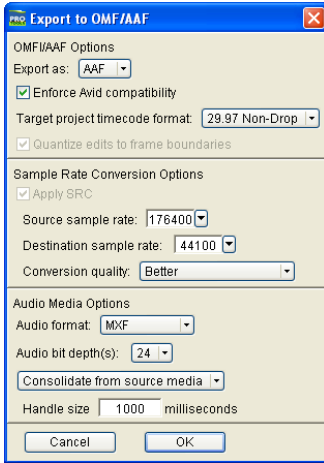 PRO Export to OMF/AAF
OMFI/AAF Options
Export as: AAF
Enforce Avid compatibility
Target project timecode format: 29.97 Non-Drop
Quantize edits to frame boundaries
Sample Rate Conversion Options
Apply SRC
Source sample rate: 176400
Destination sample rate: 44100
Conversion quality: Better
Audio Media Options
Audio format: MXF
Audio bit depth(s): 24
Consolidate from source media
Handle size 1000 milliseconds
Cancel OK